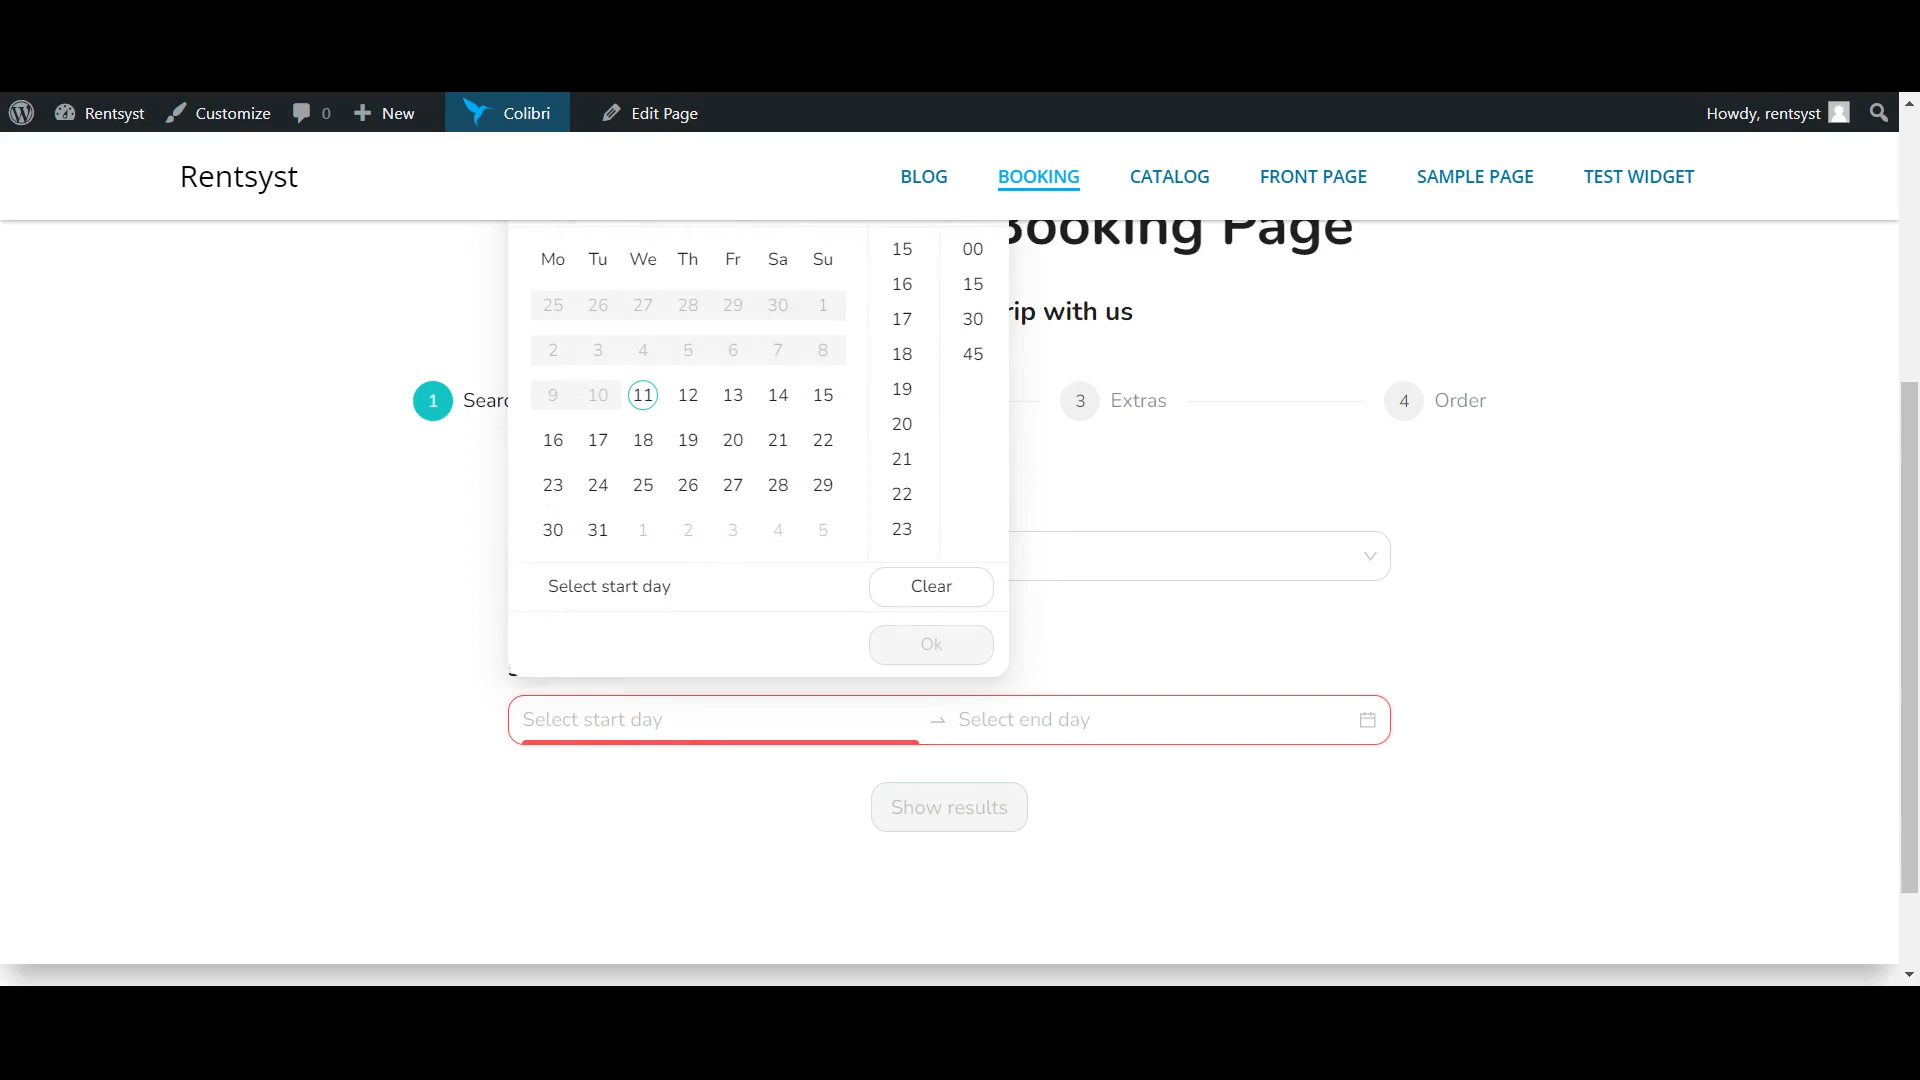 Rentsyst Customize 0 New Colibri Edit Page Howdy, rentsyst
Rentsyst BLOG BOOKING CATALOG FRONT PAGE SAMPLE PAGE TEST WIDGET
Booking Page
rip with us
Mo Tu We Th Fr Sa Su
25 26 27 28 29 30 1
2 3 4 5 6 7 8
9 10 11 12 13 14 15
16 17 18 19 20 21 22
23 24 25 26 27 28 29
30 31 1 2 3 4 5
15 00
16 15
17 30
18 45
19
20
21
22
23
1 Searc 3 Extras 4 Order
Select start day Clear
Ok
Select start day → Select end day
Show results